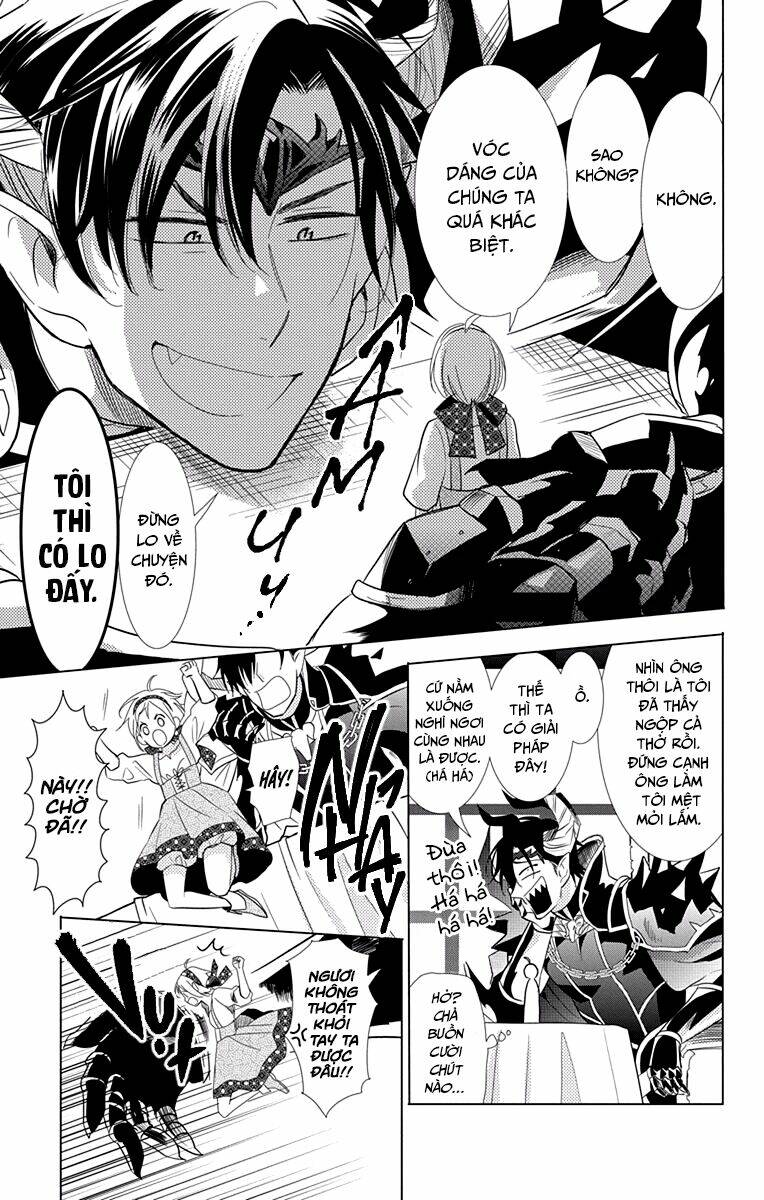 KHÔNG.
SAO
KHÔNG?
VÓC
DÁNG CỦA
CHÚNG TA
QUÁ KHÁC
BIỆT.
ÂM Ỹ...
ĐỪNG
LO VỀ
CHUYỆN
ĐÓ.
TÔI
THÌ
CÓ LO
ĐẤY.
NHÌN ÔNG
THÔI LÀ TÔI
ĐÃ THẤY
NGỘP CẢ
THỞ RỒI.
ĐỨNG CẠNH
ÔNG LÀM
TÔI MỆT
MỎI LẮM.
Ồ.
THẾ
THÌ TA
CÓ GIẢI
PHÁP
ĐÂY!
CỨ NẰM
XUỐNG
NGHỈ NGƠI
CÙNG NHAU
LÀ ĐƯỢC.
(HÁ HÁ)
Đùa
thôi!
Há há
há há!
HỞ?
CHẢ
BUỒN
CƯỜI
CHÚT
NÀO...
NHẢY
HÂY!
NÀY!!
CHỜ
ĐÃ!!
NGƯƠI
KHÔNG
THOÁT
KHỎI
TAY TA
ĐƯỢC
ĐÂU!!
VỤT